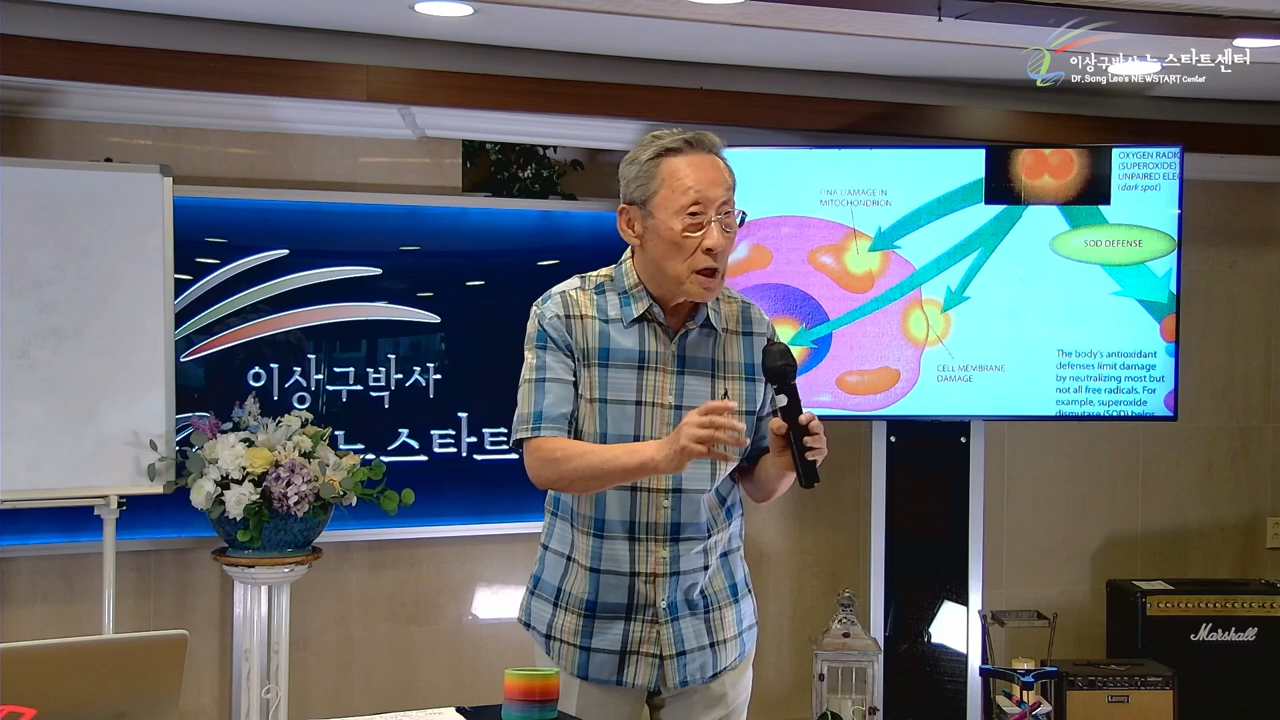 이상구박사 뉴스타트센터
Dr. Sang Lee's NEWSTART Center
OXYGEN RADIC
(SUPEROXIDE)
UNPAIRED ELE
(dark spot)
DNA DAMAGE IN
MITOCHONDRION
SOD DEFENSE
CELL MEMBRANE
DAMAGE
The body's antioxidant
defenses limit damage
by neutralizing most but
not all free radicals. For
example, superoxide
dismutase (SOD) helps
이상구박사
뉴스타트
Marshall
Laney